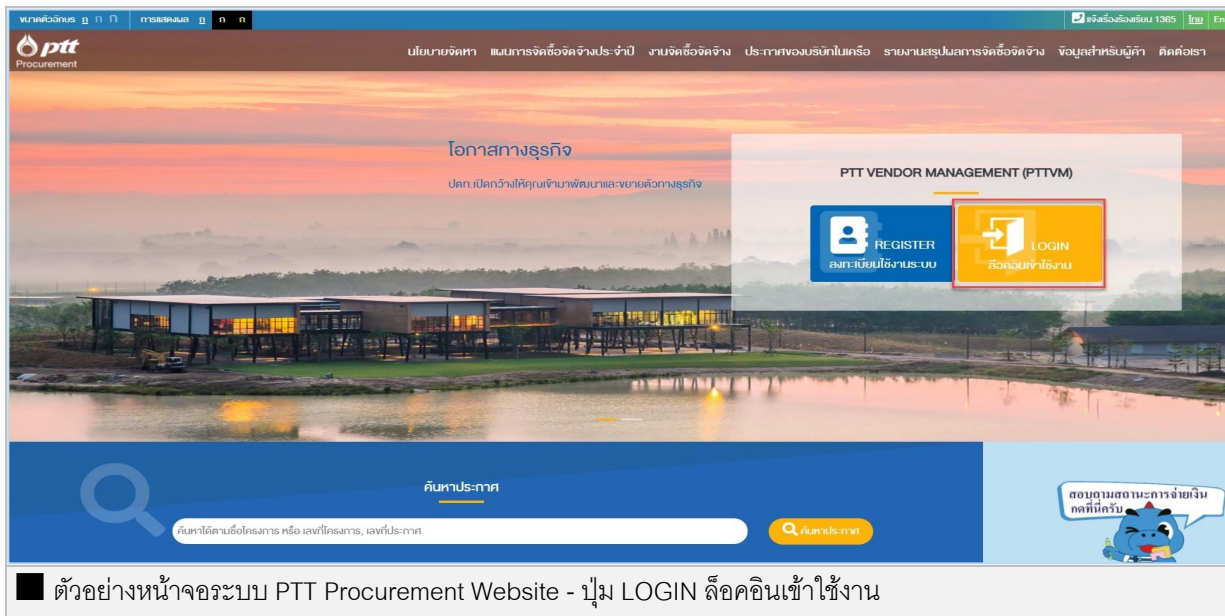 ขนาดตัวอักษร ก ก ก การแสดงผล ก ก ก แจ้งเรื่องร้องเรียน 1365 ไทย En
ptt
Procurement
นโยบายจัดหา แผนการจัดซื้อจัดจ้างประจำปี งานจัดซื้อจัดจ้าง ประกาศของบริษัทในเครือ รายงานสรุปผลการจัดซื้อจัดจ้าง ข้อมูลสำหรับผู้ค้า ติดต่อเรา
โอกาสทางธุรกิจ
ปตท.เปิดกว้างให้คุณเข้ามาพัฒนาและขยายตัวทางธุรกิจ
PTT VENDOR MANAGEMENT (PTTVM)
REGISTER
ลงทะเบียนใช้งานระบบ
LOGIN
ล็อคอินเข้าใช้งาน
ค้นหาประกาศ
ค้นหาได้ตามชื่อโครงการ หรือ เลขที่โครงการ, เลขที่ประกาศ
ค้นหาประกาศ
สอบถามสถานะการจ่ายเงิน
กดที่นี่ครับ
ตัวอย่างหน้าจอระบบ PTT Procurement Website - ปุ่ม LOGIN ล็อคอินเข้าใช้งาน